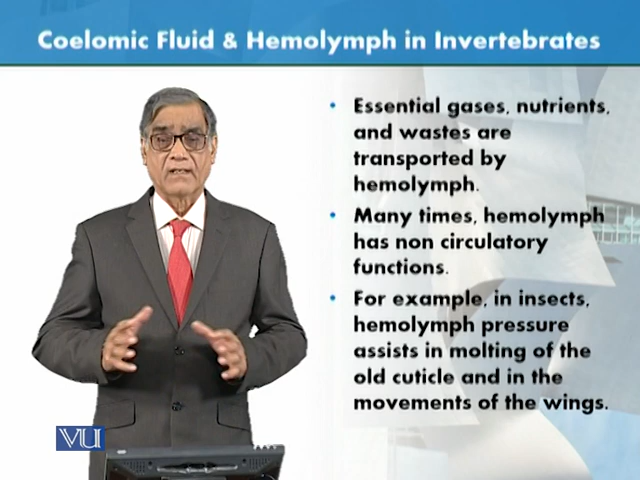 Coelomic Fluid & Hemolymph in Invertebrates
• Essential gases, nutrients,
and wastes are
transported by
hemolymph.
• Many times, hemolymph
has non circulatory
functions.
• For example, in insects,
hemolymph pressure
assists in molting of the
old cuticle and in the
movements of the wings.
VU